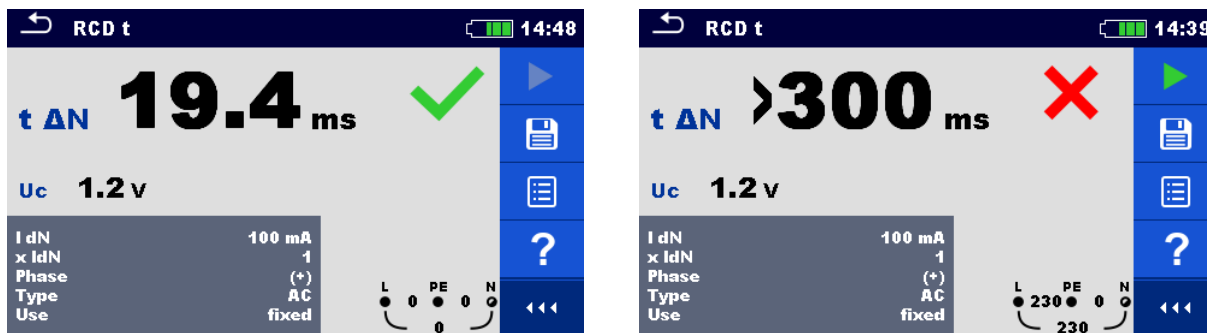 RCD t 14:48
t ΔN 19.4 ms
Uc 1.2 V
I dN 100 mA
x IdN 1
Phase (+)
Type AC
Use fixed
L PE N
0 0
0
?
RCD t 14:39
t ΔN >300 ms
Uc 1.2 V
I dN 100 mA
x IdN 1
Phase (+)
Type AC
Use fixed
L PE N
230 0
230
?